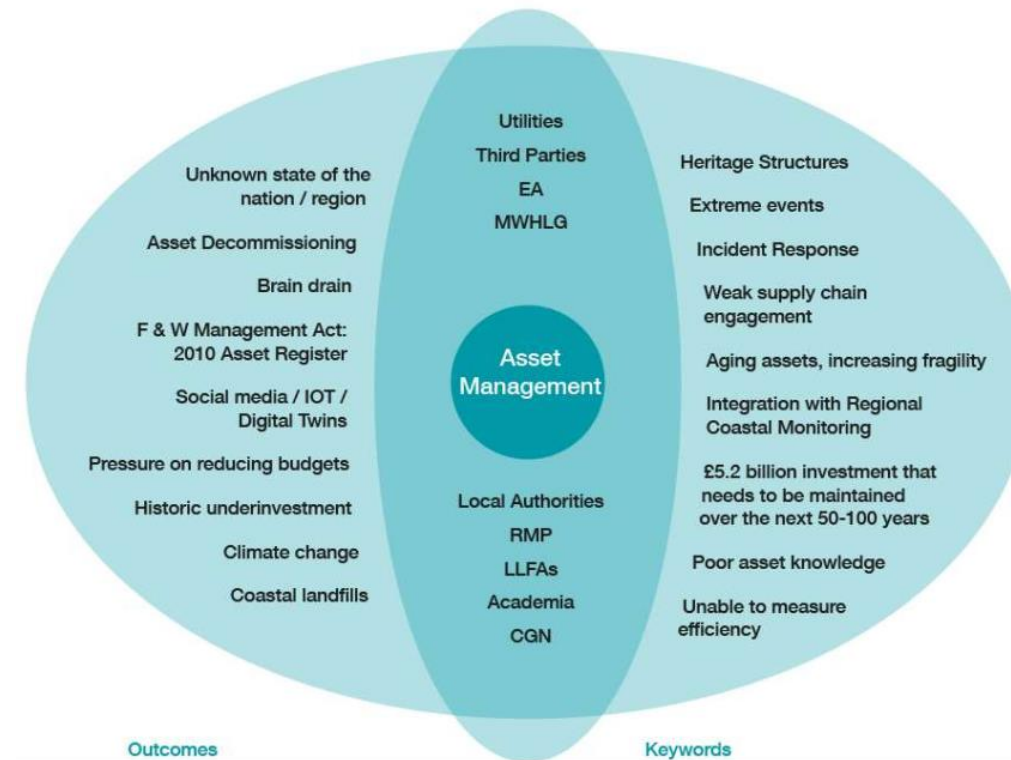 Unknown state of the
nation / region
Asset Decommissioning
Brain drain
F & W Management Act:
2010 Asset Register
Social media / IOT /
Digital Twins
Pressure on reducing budgets
Historic underinvestment
Climate change
Coastal landfills
Utilities
Third Parties
EA
MWHLG
Asset
Management
Local Authorities
RMP
LLFAs
Academia
CGN
Heritage Structures
Extreme events
Incident Response
Weak supply chain
engagement
Aging assets, increasing fragility
Integration with Regional
Coastal Monitoring
£5.2 billion investment that
needs to be maintained
over the next 50-100 years
Poor asset knowledge
Unable to measure
efficiency
Outcomes
Keywords